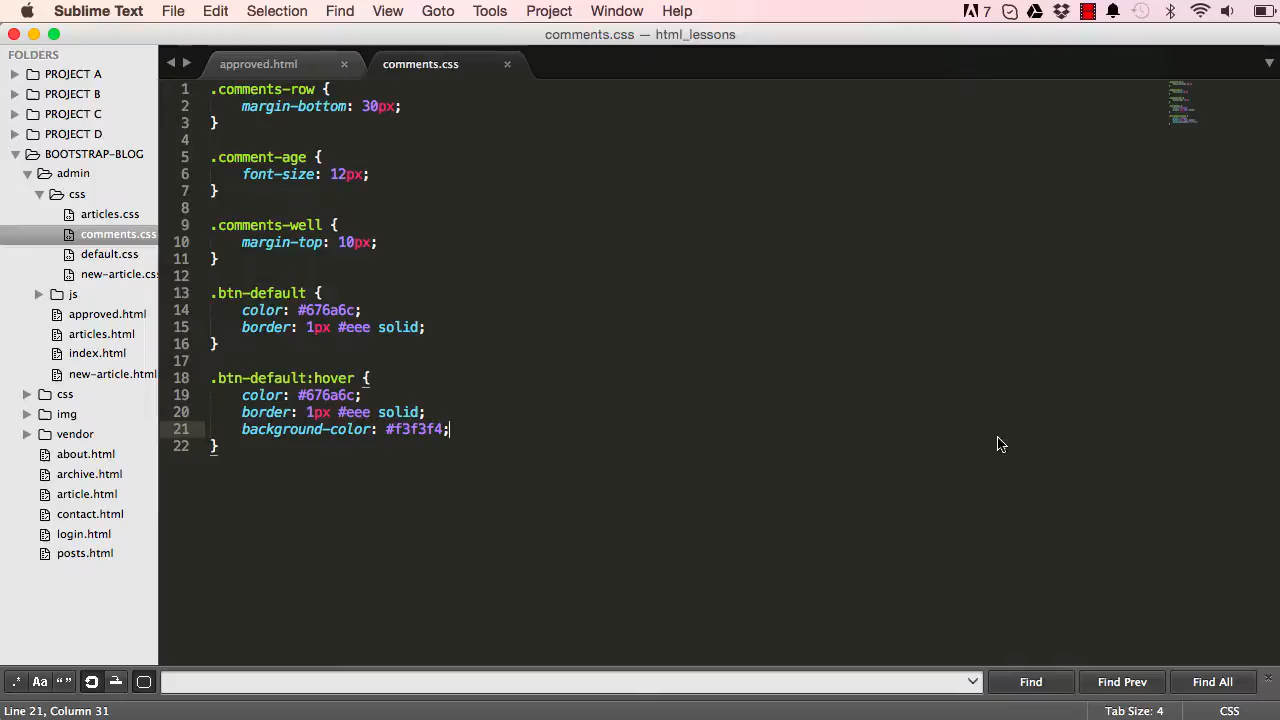 Sublime Text File Edit Selection Find View Goto Tools Project Window Help 7
comments.css — html_lessons
FOLDERS
PROJECT A
PROJECT B
PROJECT C
PROJECT D
BOOTSTRAP-BLOG
admin
css
articles.css
comments.css
default.css
new-article.css
js
approved.html
articles.html
index.html
new-article.html
css
img
vendor
about.html
archive.html
article.html
contact.html
login.html
posts.html
approved.html × comments.css ×
1 .comments-row {
2 margin-bottom: 30px;
3 }
4
5 .comment-age {
6 font-size: 12px;
7 }
8
9 .comments-well {
10 margin-top: 10px;
11 }
12
13 .btn-default {
14 color: #676a6c;
15 border: 1px #eee solid;
16 }
17
18 .btn-default:hover {
19 color: #676a6c;
20 border: 1px #eee solid;
21 background-color: #f3f3f4;
22 }
.* Aa “ ” Find Find Prev Find All ×
Line 21, Column 31 Tab Size: 4 CSS